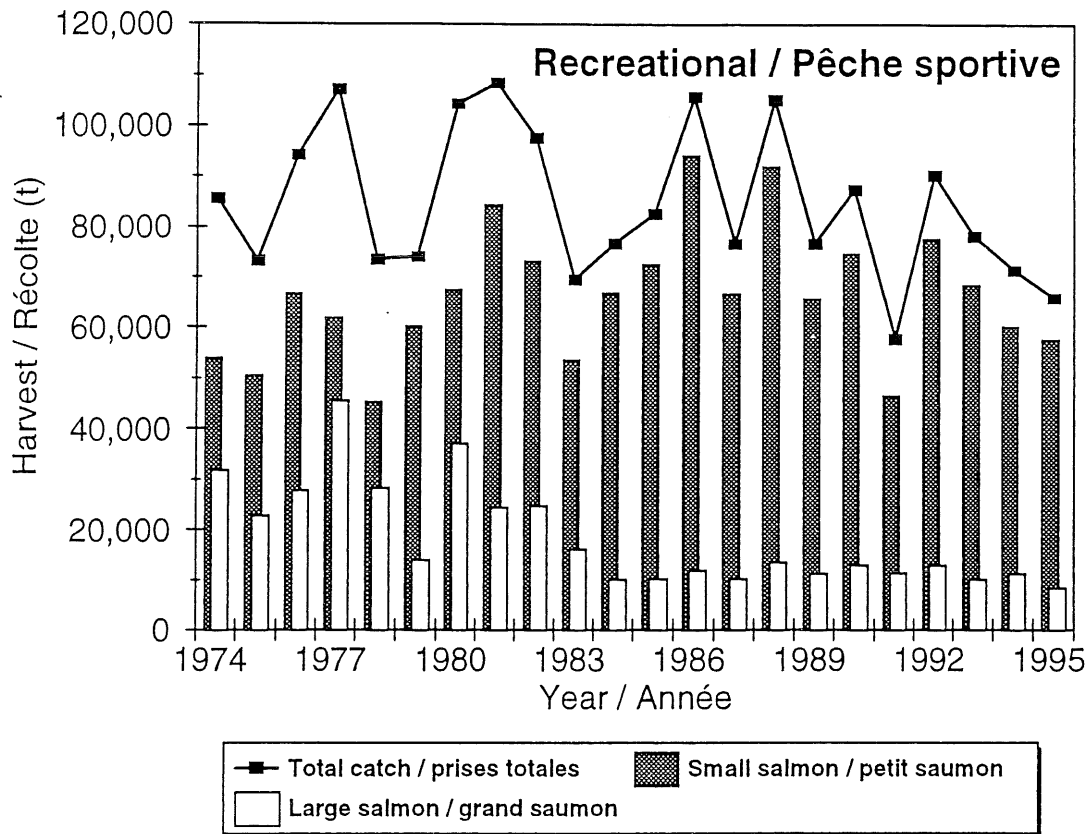 Recreational / Pêche sportive
Harvest / Récolte (t)
120,000
100,000
80,000
60,000
40,000
20,000
0
1974 1977 1980 1983 1986 1989 1992 1995
Year / Année
Total catch / prises totales
Small salmon / petit saumon
Large salmon / grand saumon